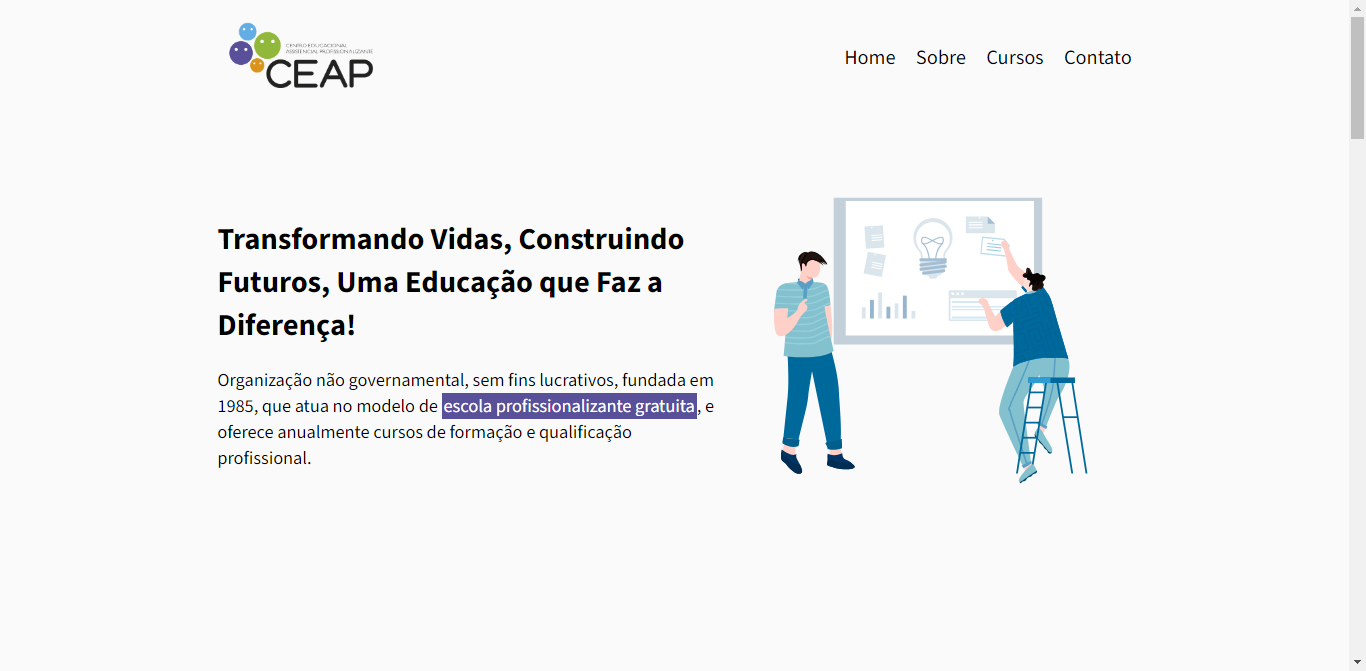 CENTRO EDUCACIONAL
ASSISTENCIAL PROFISSIONALIZANTE
CEAP
Home Sobre Cursos Contato
Transformando Vidas, Construindo
Futuros, Uma Educação que Faz a
Diferença!
Organização não governamental, sem fins lucrativos, fundada em
1985, que atua no modelo de escola profissionalizante gratuita, e
oferece anualmente cursos de formação e qualificação
profissional.